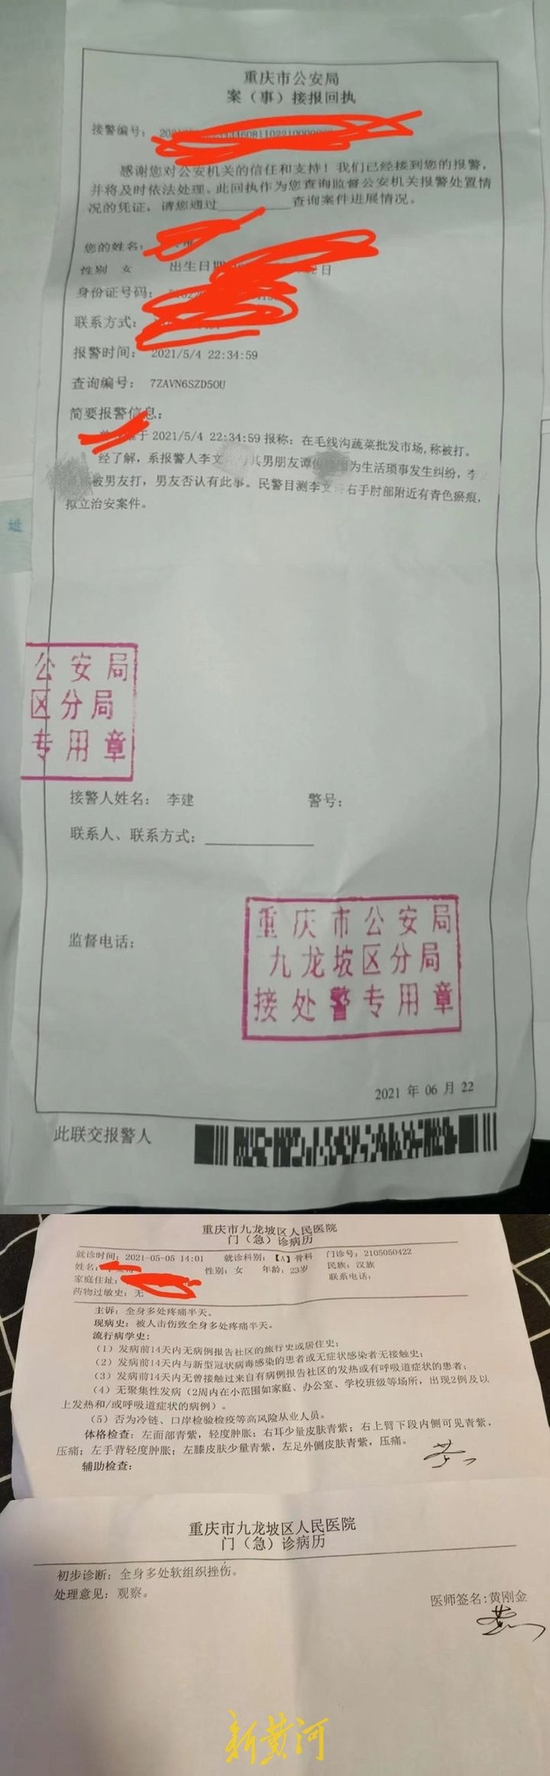 重庆市公安局
案（事）接报回执
接警编号：
感谢您对公安机关的信任和支持！我们已经接到您的报警，
并将及时依法处理。此回执作为您查询监督公安机关报警处置情
况的凭证，请您通过________查询案件进展情况。
您的姓名：
性别 女 出生日期 日
身份证号码：
联系方式：
报警时间：2021/5/4 22:34:59
查询编号：7ZAVN6SZD5OU
简要报警信息：
于 2021/5/4 22:34:59 报称：在毛线沟蔬菜批发市场，称被打。
经了解，系报警人李文 其男朋友谭 为生活琐事发生纠纷，李
被男友打，男友否认有此事。民警目测李文 右手肘部附近有青色瘀痕，
拟立治安案件。
公安局
区分局
专用章
接警人姓名：李建 警号：
联系人、联系方式：
监督电话：
重庆市公安局
九龙坡区分局
接处警专用章
2021 年 06 月 22
此联交报警人
重庆市九龙坡区人民医院
门（急）诊病历
就诊时间：2021-05-05 14:01 就诊科别：【A】骨科 门诊号：2105050422
姓名： 性别：女 年龄：23岁 民族：汉族
家庭住址： 联系电话：
药物过敏史：无
主诉：全身多处疼痛半天。
现病史：被人击伤致全身多处疼痛半天。
流行病学史：
（1）发病前14天内无病例报告社区的旅行史或居住史；
（2）发病前14天内与新型冠状病毒感染的患者或无症状感染者无接触史；
（3）发病前14天内无曾接触过来自有病例报告社区的发热或有呼吸道症状的患者；
（4）无聚集性发病（2周内在小范围如家庭、办公室、学校班级等场所，出现2例及以
上发热和/或呼吸道症状的病例）。
（5）否为冷链、口岸检验检疫等高风险从业人员。
体格检查：左面部青紫，轻度肿胀；右耳少量皮肤青紫；右上臂下段内侧可见青紫，
压痛；左手背轻度肿胀；左膝皮肤少量青紫，左足外侧皮肤青紫，压痛。
辅助检查：
重庆市九龙坡区人民医院
门（急）诊病历
初步诊断：全身多处软组织挫伤。
处理意见：观察。
医师签名：黄刚金
新黄河